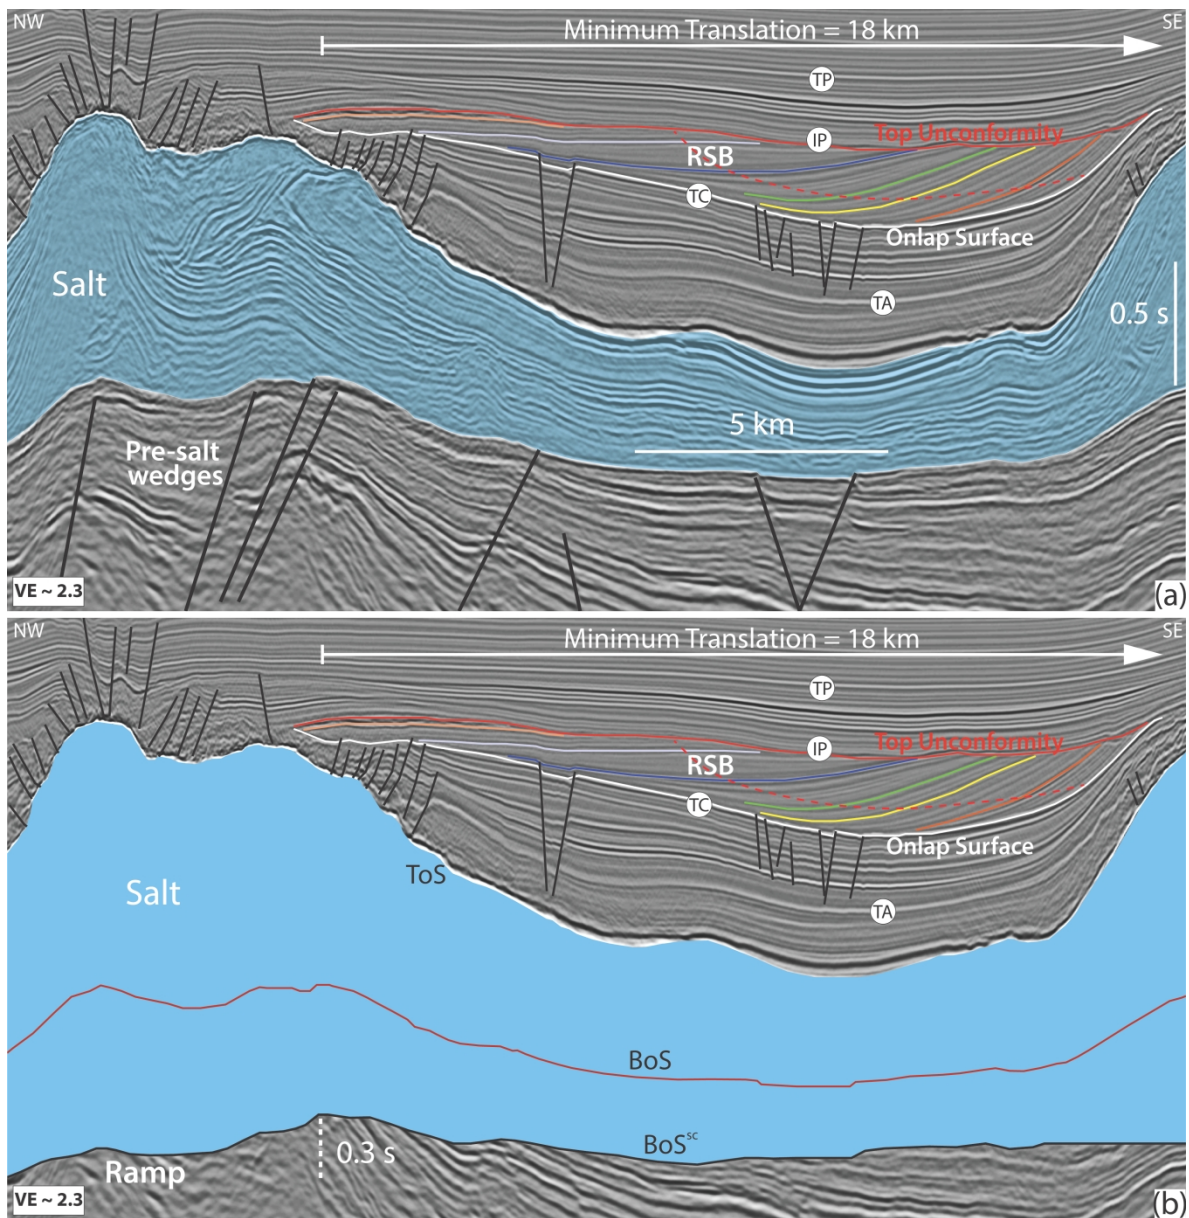 NW
SE
Minimum Translation = 18 km
TP
IP
Top Unconformity
RSB
TC
Onlap Surface
Salt
TA
0.5 s
5 km
Pre-salt
wedges
VE ~ 2.3
(a)
NW
SE
Minimum Translation = 18 km
TP
IP
Top Unconformity
RSB
TC
Onlap Surface
ToS
Salt
TA
BoS
BoSsc
0.3 s
Ramp
VE ~ 2.3
(b)